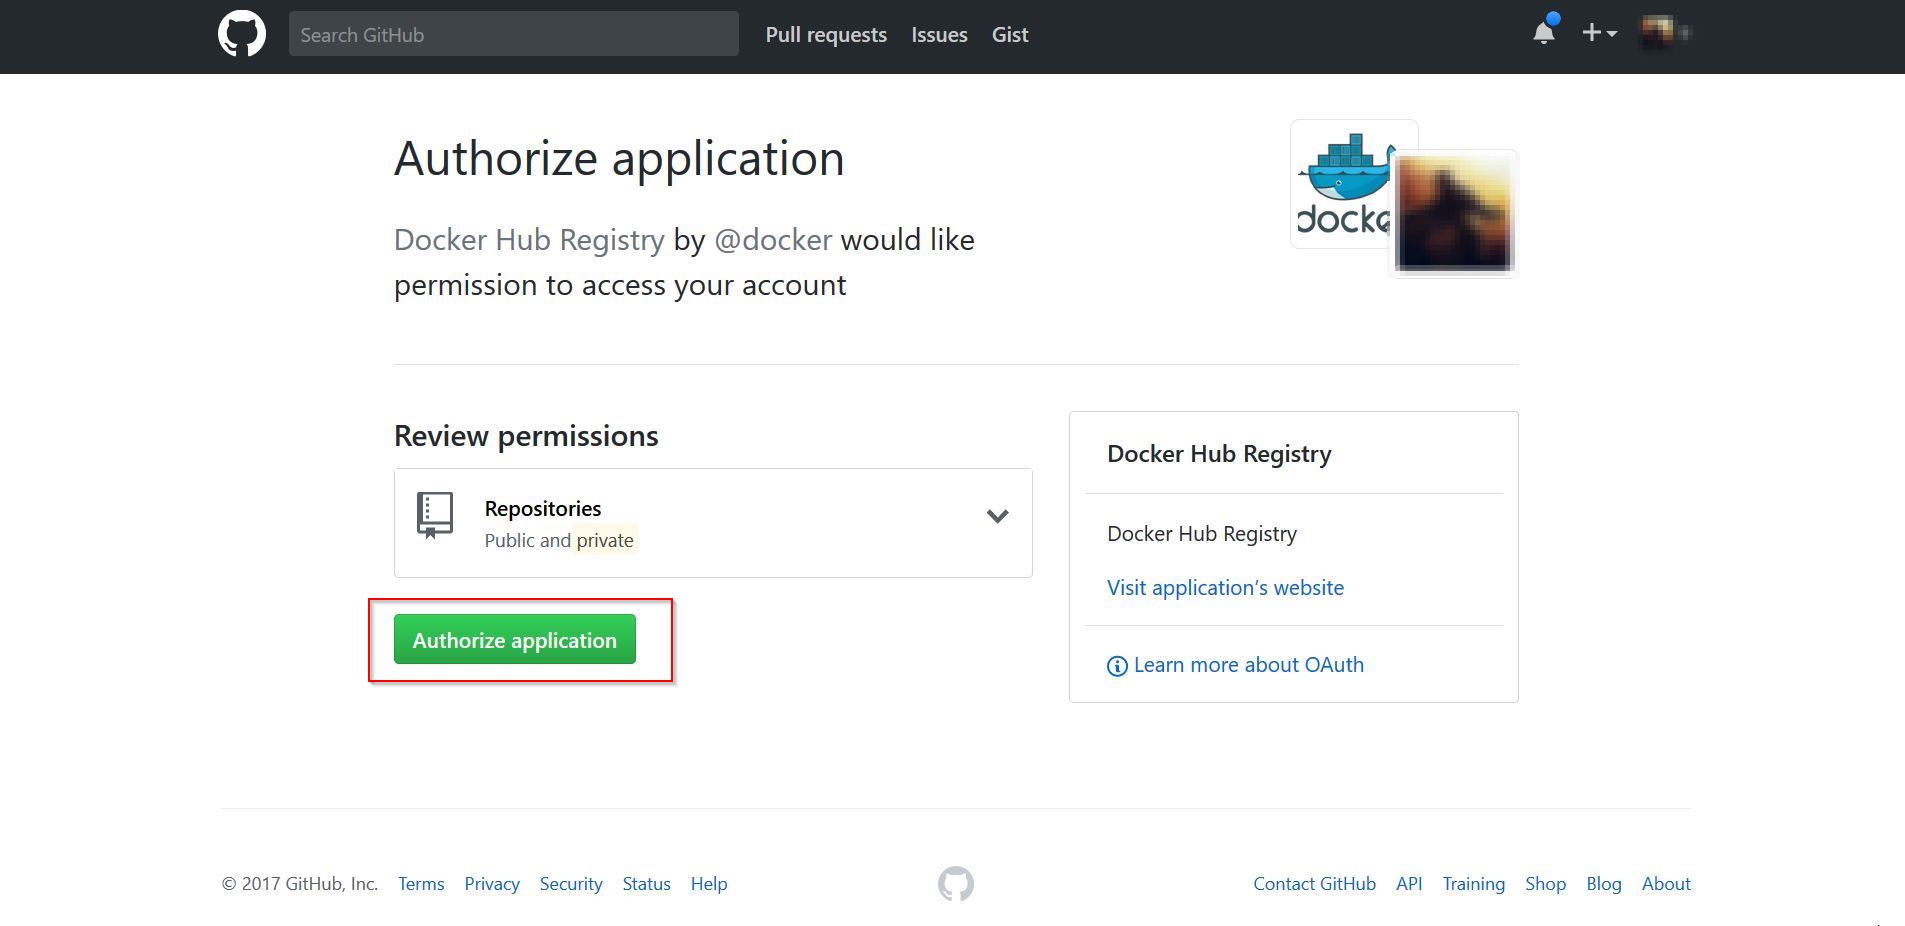 Search GitHub
Pull requests Issues Gist
Authorize application
docke
Docker Hub Registry by @docker would like
permission to access your account
Review permissions
Repositories
Public and private
Authorize application
Docker Hub Registry
Docker Hub Registry
Visit application’s website
Learn more about OAuth
© 2017 GitHub, Inc. Terms Privacy Security Status Help
Contact GitHub API Training Shop Blog About